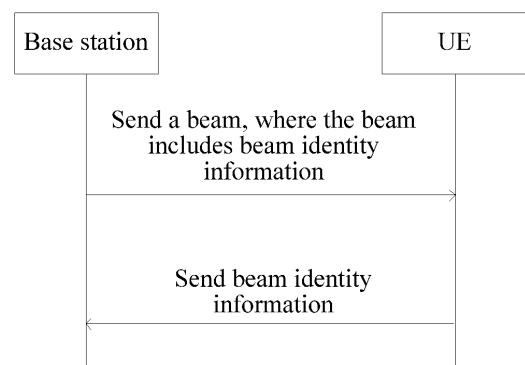 Base station
UE
Send a beam, where the beam
includes beam identity
information
Send beam identity
information